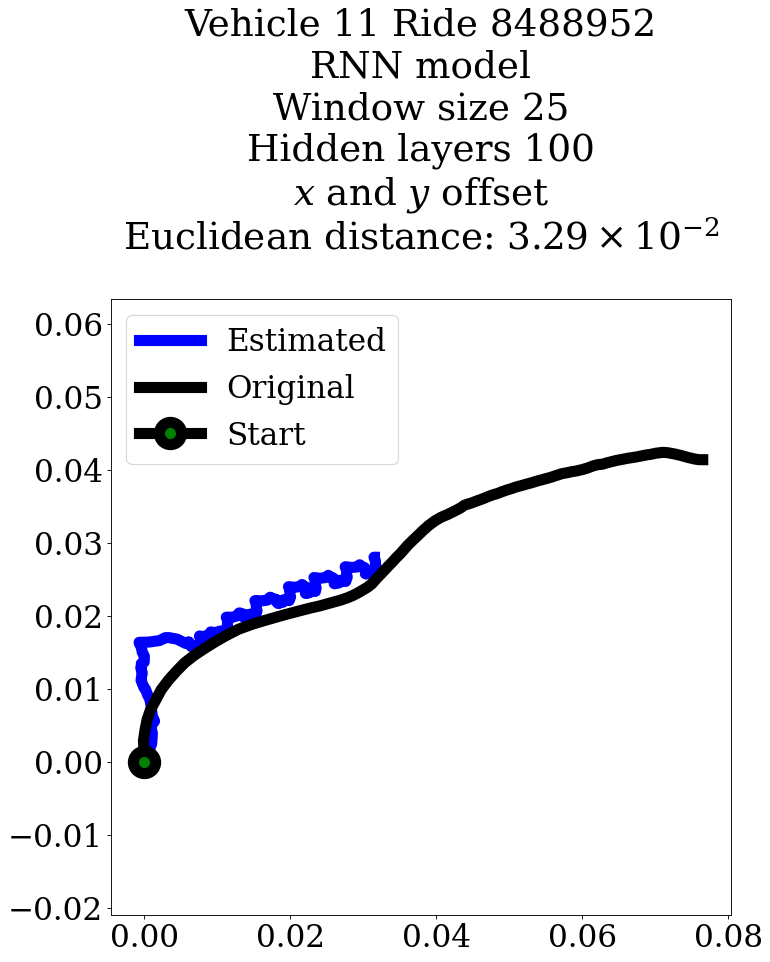 Vehicle 11 Ride 8488952
RNN model
Window size 25
Hidden layers 100
x and y offset
Euclidean distance: 3.29 × 10⁻²
Estimated
Original
Start
0.06
0.05
0.04
0.03
0.02
0.01
0.00
−0.01
−0.02
0.00 0.02 0.04 0.06 0.08